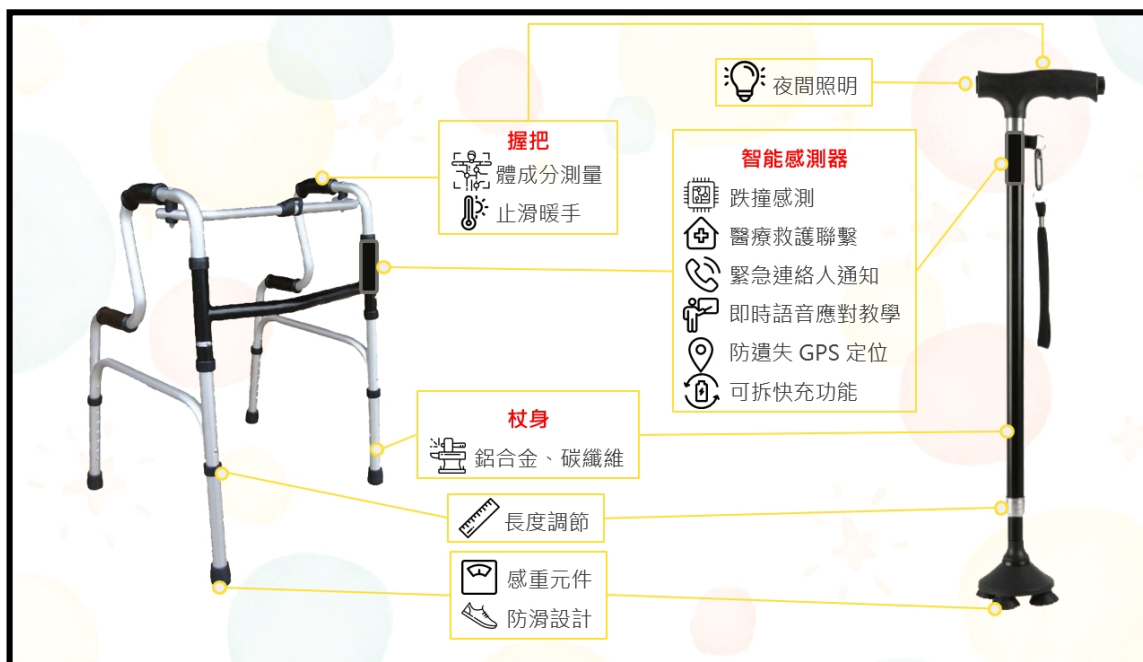 夜間照明
握把
體成分測量
止滑暖手
智能感測器
跌撞感測
醫療救護聯繫
緊急連絡人通知
即時語音應對教學
防遺失 GPS 定位
可拆快充功能
杖身
鋁合金、碳纖維
長度調節
感重元件
防滑設計